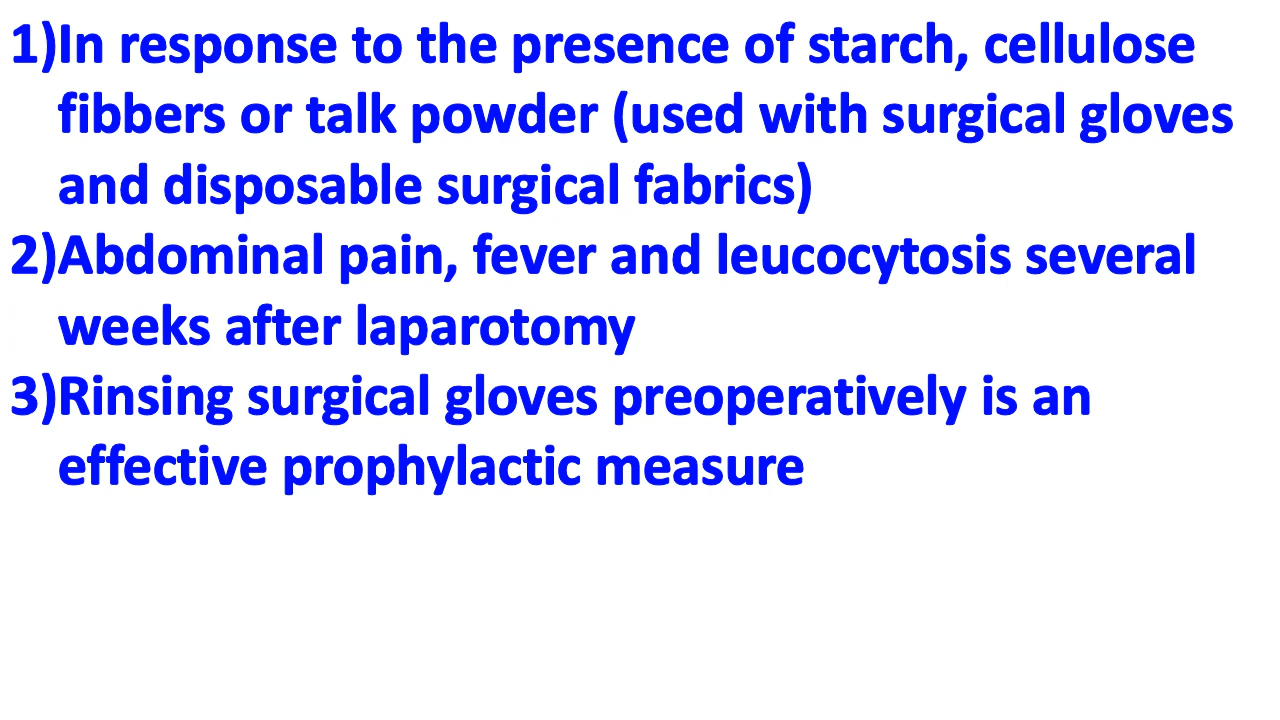 1)In response to the presence of starch, cellulose
fibbers or talk powder (used with surgical gloves
and disposable surgical fabrics)
2)Abdominal pain, fever and leucocytosis several
weeks after laparotomy
3)Rinsing surgical gloves preoperatively is an
effective prophylactic measure